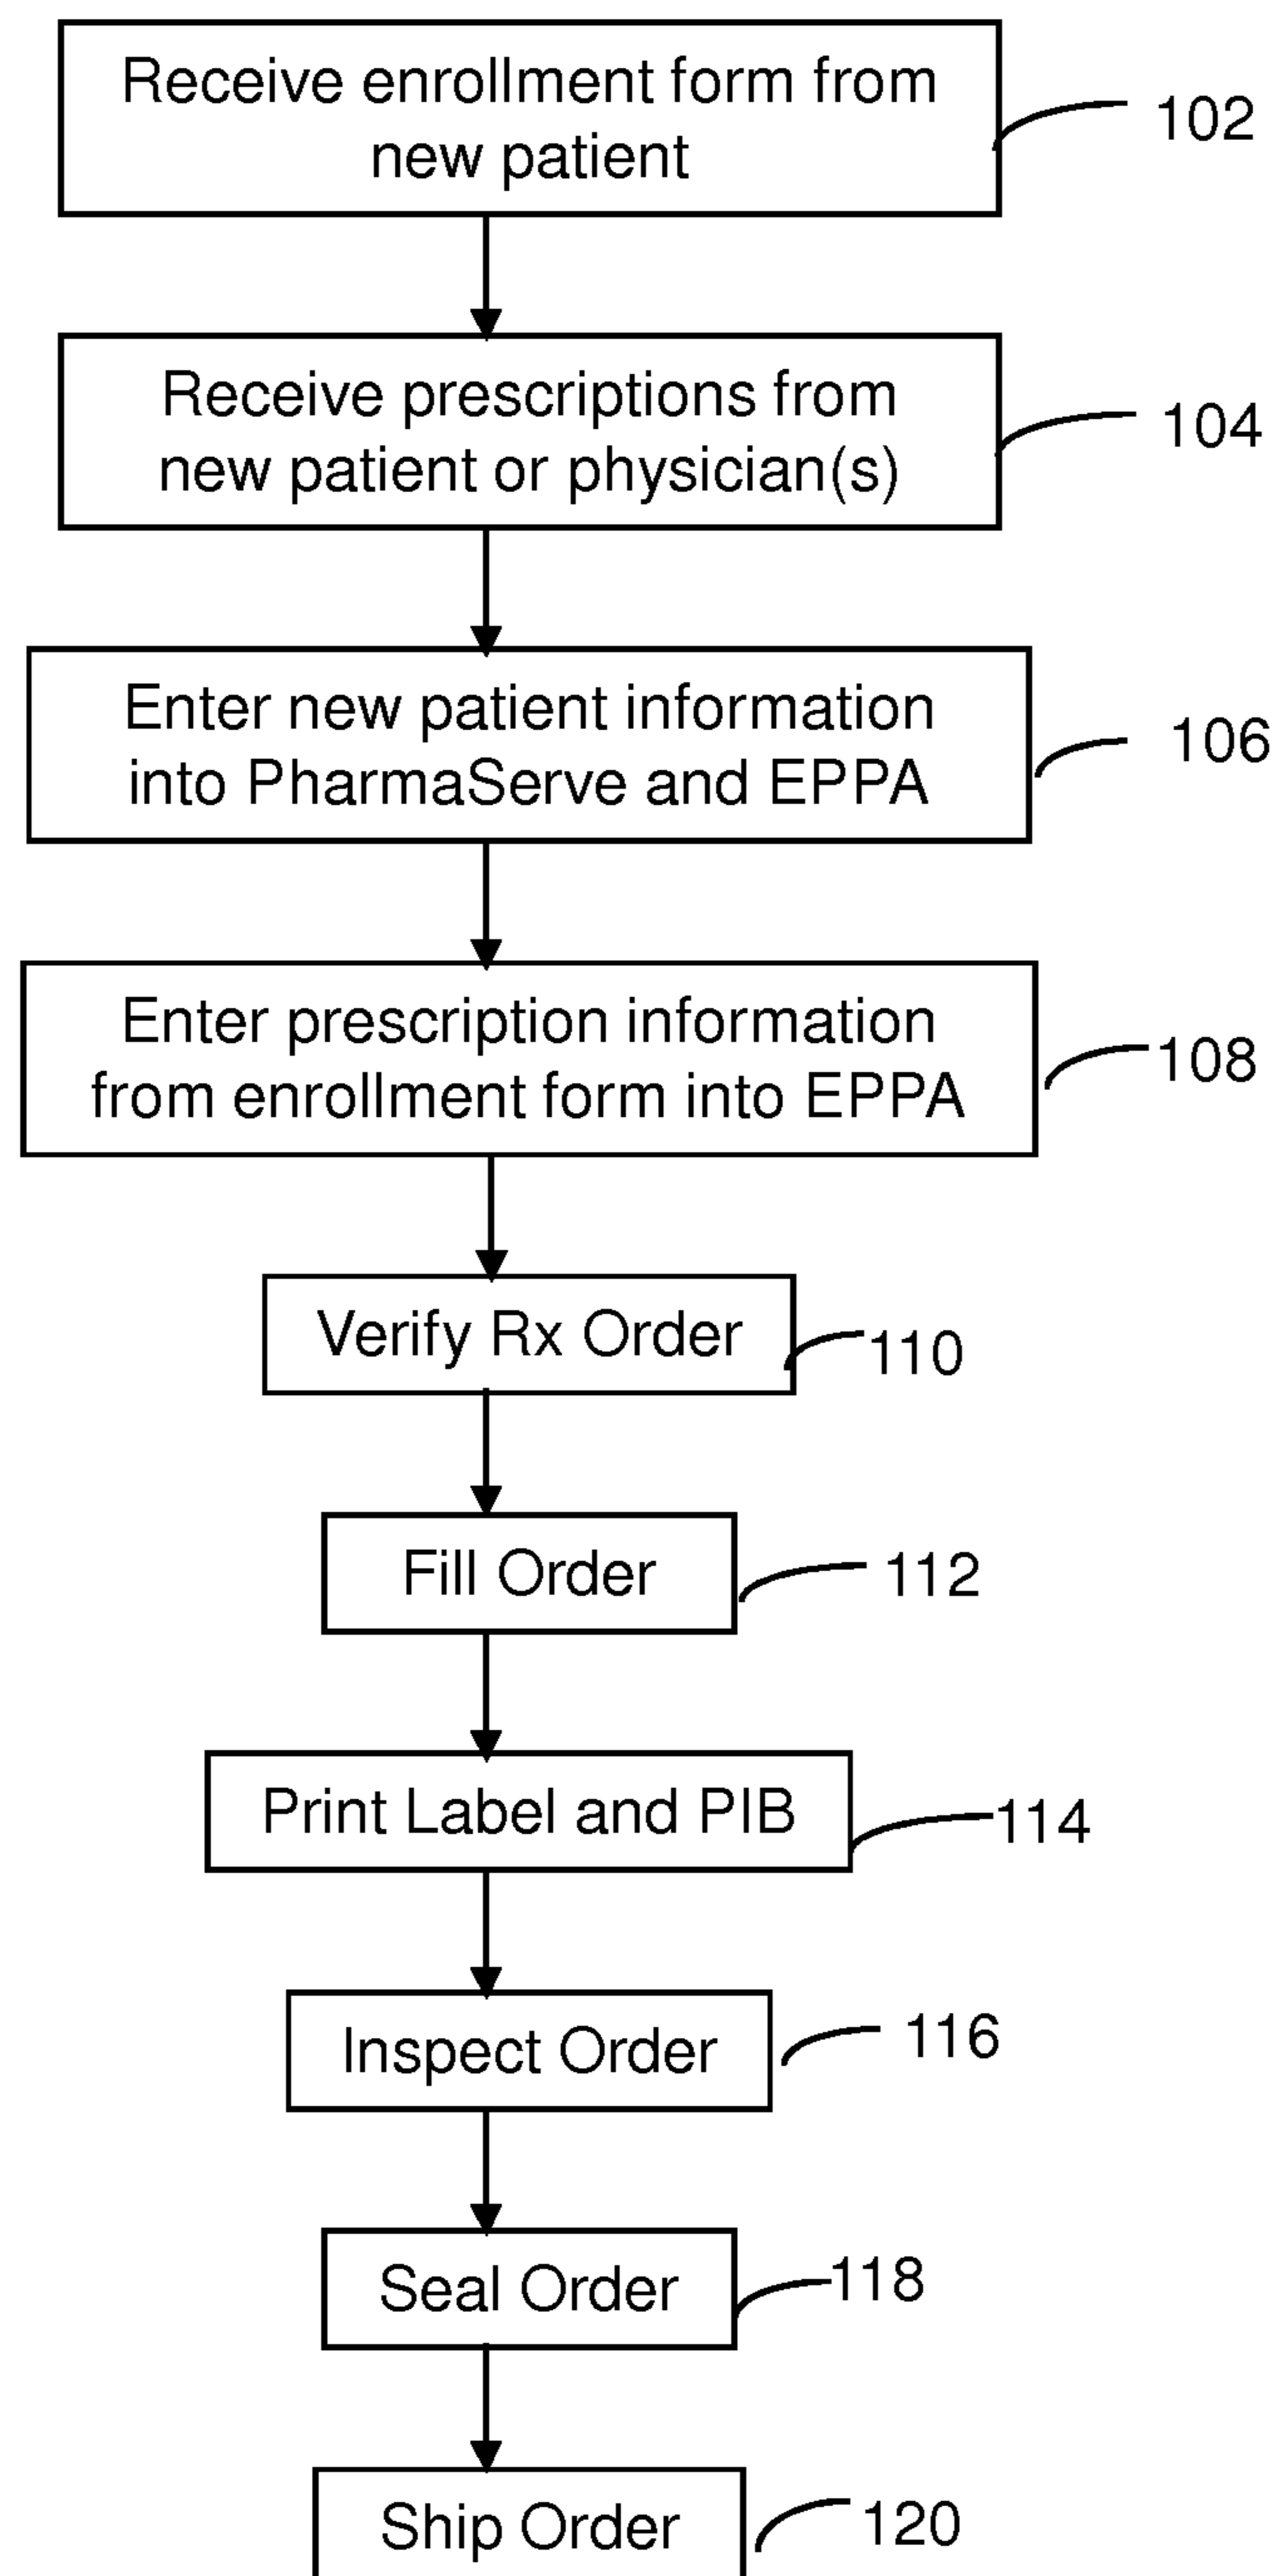 Receive enrollment form from
new patient
102
Receive prescriptions from
new patient or physician(s)
104
Enter new patient information
into PharmaServe and EPPA
106
Enter prescription information
from enrollment form into EPPA
108
Verify Rx Order
110
Fill Order
112
Print Label and PIB
114
Inspect Order
116
Seal Order
118
Ship Order
120